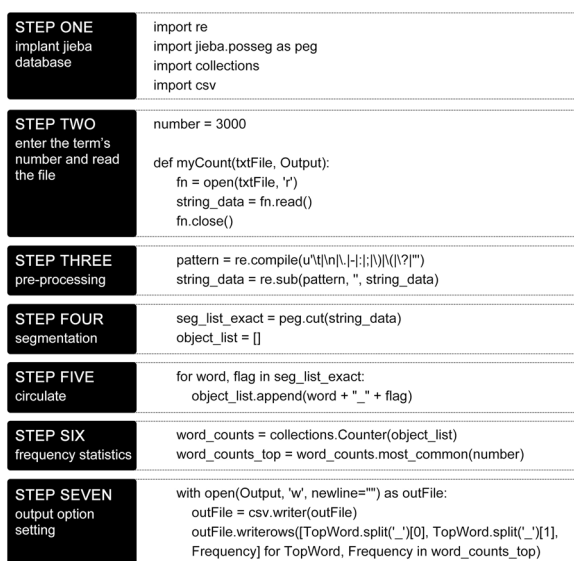 STEP ONE
implant jieba
database
import re
import jieba.posseg as peg
import collections
import csv
STEP TWO
enter the term's
number and read
the file
number = 3000
def myCount(txtFile, Output):
fn = open(txtFile, 'r')
string_data = fn.read()
fn.close()
STEP THREE
pre-processing
pattern = re.compile(u'\t|\n|\.|-|:|;|\)|\(|\?|"')
string_data = re.sub(pattern, '', string_data)
STEP FOUR
segmentation
seg_list_exact = peg.cut(string_data)
object_list = []
STEP FIVE
circulate
for word, flag in seg_list_exact:
object_list.append(word + "_" + flag)
STEP SIX
frequency statistics
word_counts = collections.Counter(object_list)
word_counts_top = word_counts.most_common(number)
STEP SEVEN
output option
setting
with open(Output, 'w', newline="") as outFile:
outFile = csv.writer(outFile)
outFile.writerows([TopWord.split('_')[0], TopWord.split('_')[1],
Frequency] for TopWord, Frequency in word_counts_top)